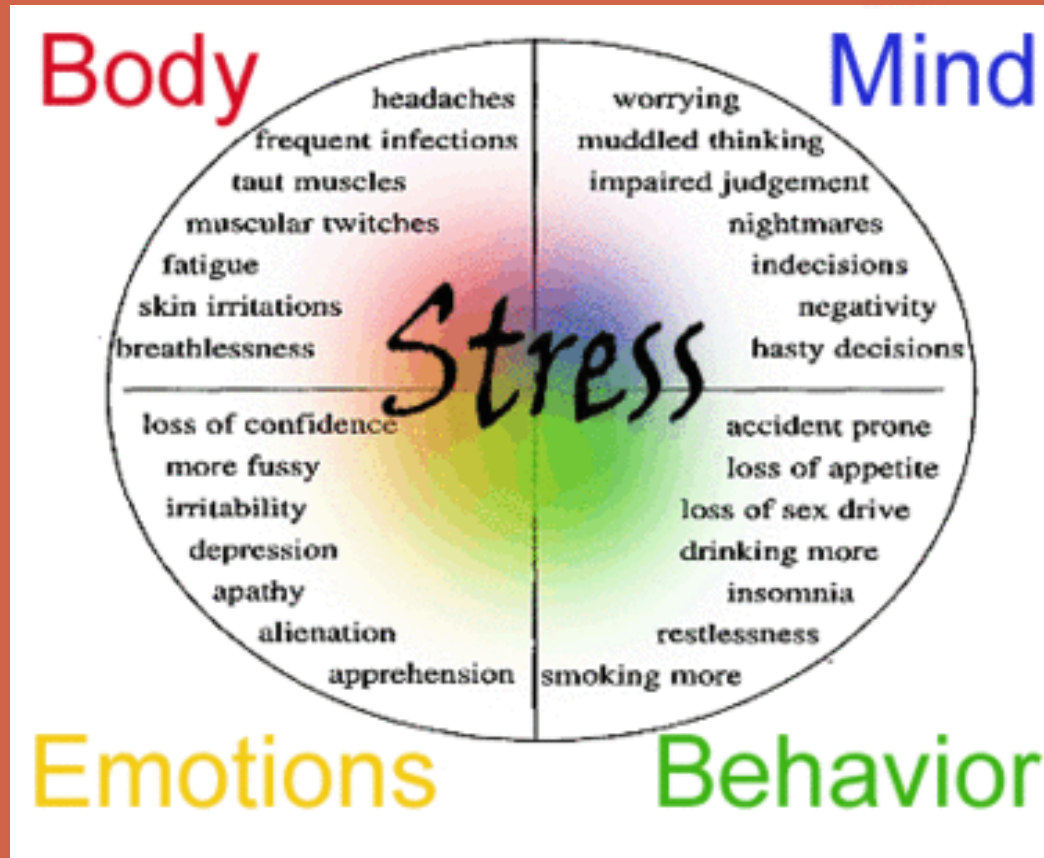 Body
headaches
frequent infections
taut muscles
muscular twitches
fatigue
skin irritations
breathlessness
Mind
worrying
muddled thinking
impaired judgement
nightmares
indecisions
negativity
hasty decisions
Stress
loss of confidence
more fussy
irritability
depression
apathy
alienation
apprehension
Emotions
accident prone
loss of appetite
loss of sex drive
drinking more
insomnia
restlessness
smoking more
Behavior